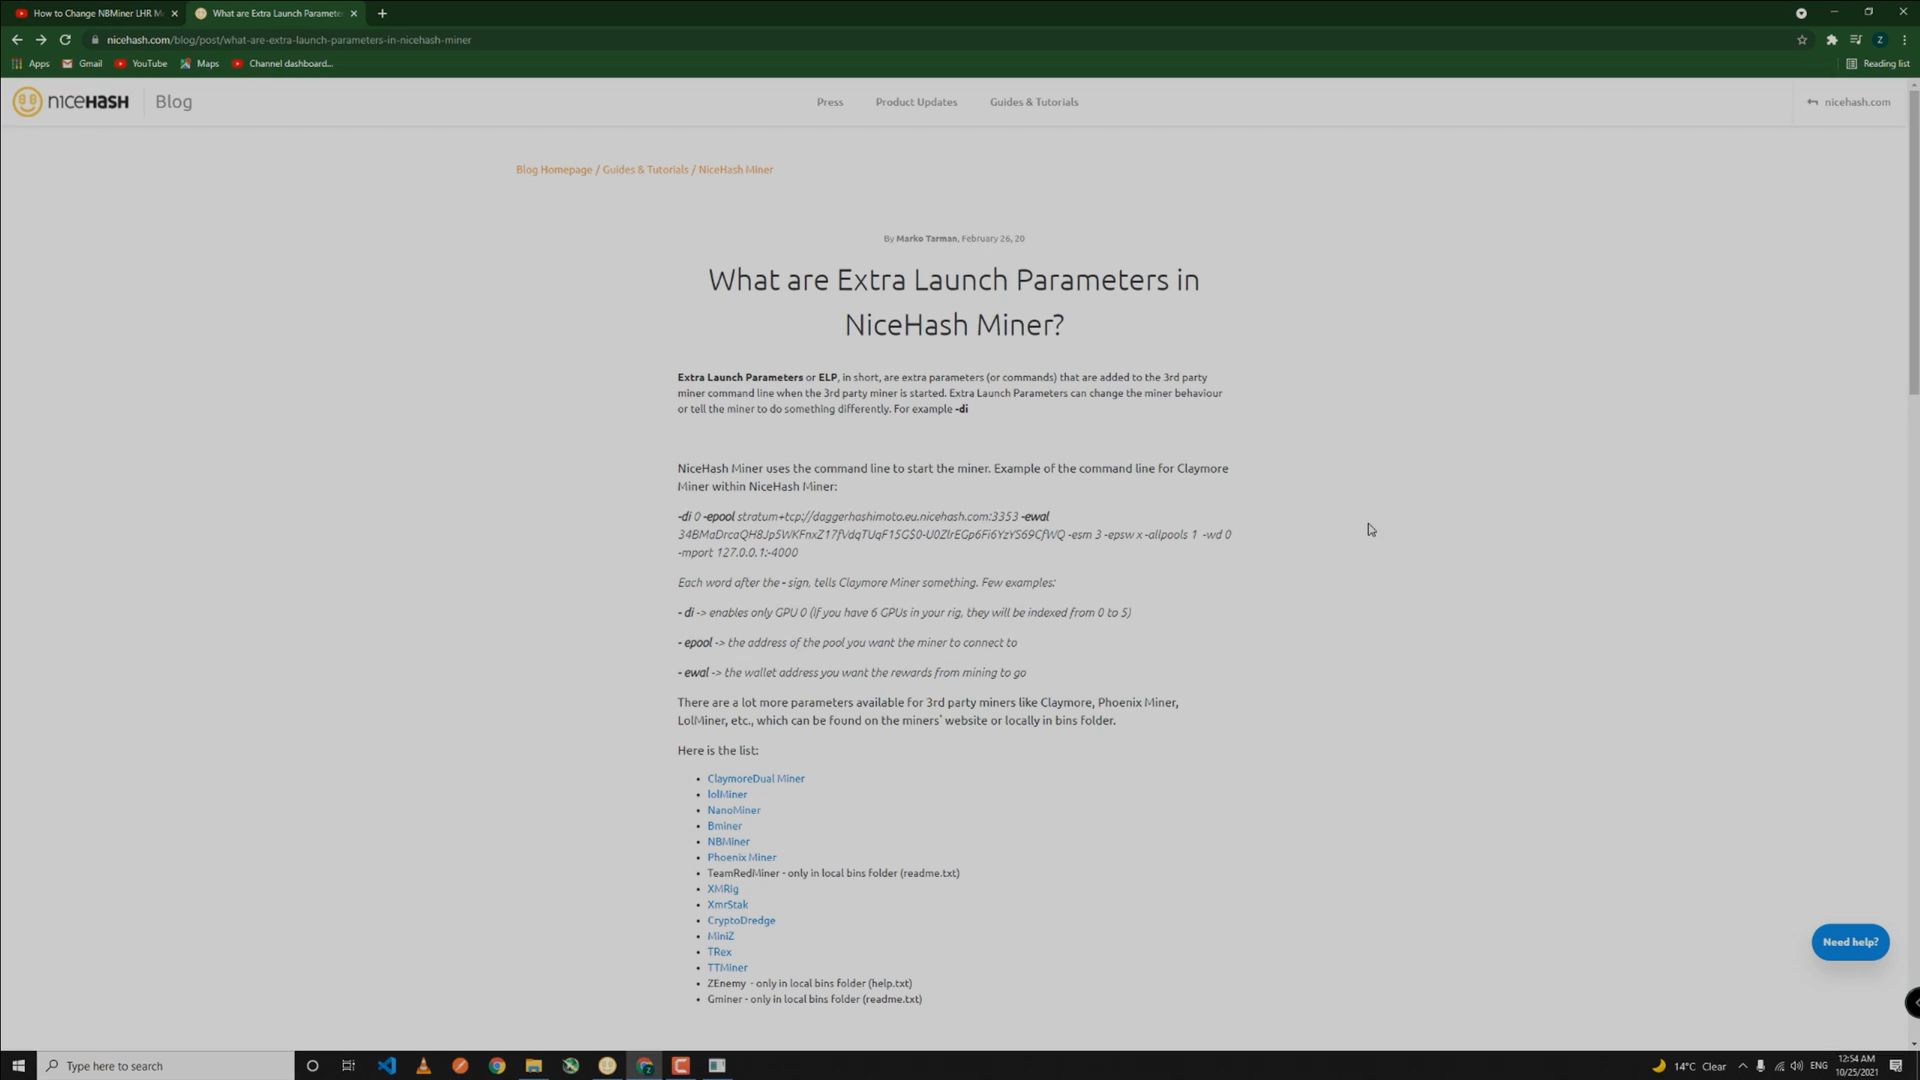 How to Change NBMiner LHR M
What are Extra Launch Paramete
nicehash.com/blog/post/what-are-extra-launch-parameters-in-nicehash-miner
Z
Apps
Gmail
YouTube
Maps
Channel dashboard...
Reading list
NICEHASH
Blog
Press
Product Updates
Guides & Tutorials
nicehash.com
Blog Homepage / Guides & Tutorials / NiceHash Miner
By Marko Tarman, February 26, 20
What are Extra Launch Parameters in
NiceHash Miner?
Extra Launch Parameters or ELP, in short, are extra parameters (or commands) that are added to the 3rd party
miner command line when the 3rd party miner is started. Extra Launch Parameters can change the miner behaviour
or tell the miner to do something differently. For example -di
NiceHash Miner uses the command line to start the miner. Example of the command line for Claymore
Miner within NiceHash Miner:
-di 0 -epool stratum+tcp://daggerhashimoto.eu.nicehash.com:3353 -ewal
34BMaDrcaQH8Jp5WKFnxZ17fVdqTUqF15G$0-U0ZlrEGp6Fi6YzYS69CfWQ -esm 3 -epsw x -allpools 1 -wd 0
-mport 127.0.0.1:-4000
Each word after the - sign, tells Claymore Miner something. Few examples:
- di -> enables only GPU 0 (If you have 6 GPUs in your rig, they will be indexed from 0 to 5)
- epool -> the address of the pool you want the miner to connect to
- ewal -> the wallet address you want the rewards from mining to go
There are a lot more parameters available for 3rd party miners like Claymore, Phoenix Miner,
LolMiner, etc., which can be found on the miners' website or locally in bins folder.
Here is the list:
• ClaymoreDual Miner
• lolMiner
• NanoMiner
• Bminer
• NBMiner
• Phoenix Miner
• TeamRedMiner - only in local bins folder (readme.txt)
• XMRig
• XmrStak
• CryptoDredge
• MiniZ
• TRex
• TTMiner
• ZEnemy - only in local bins folder (help.txt)
• Gminer - only in local bins folder (readme.txt)
Need help?
Type here to search
14°C Clear
ENG
12:54 AM
10/25/2021